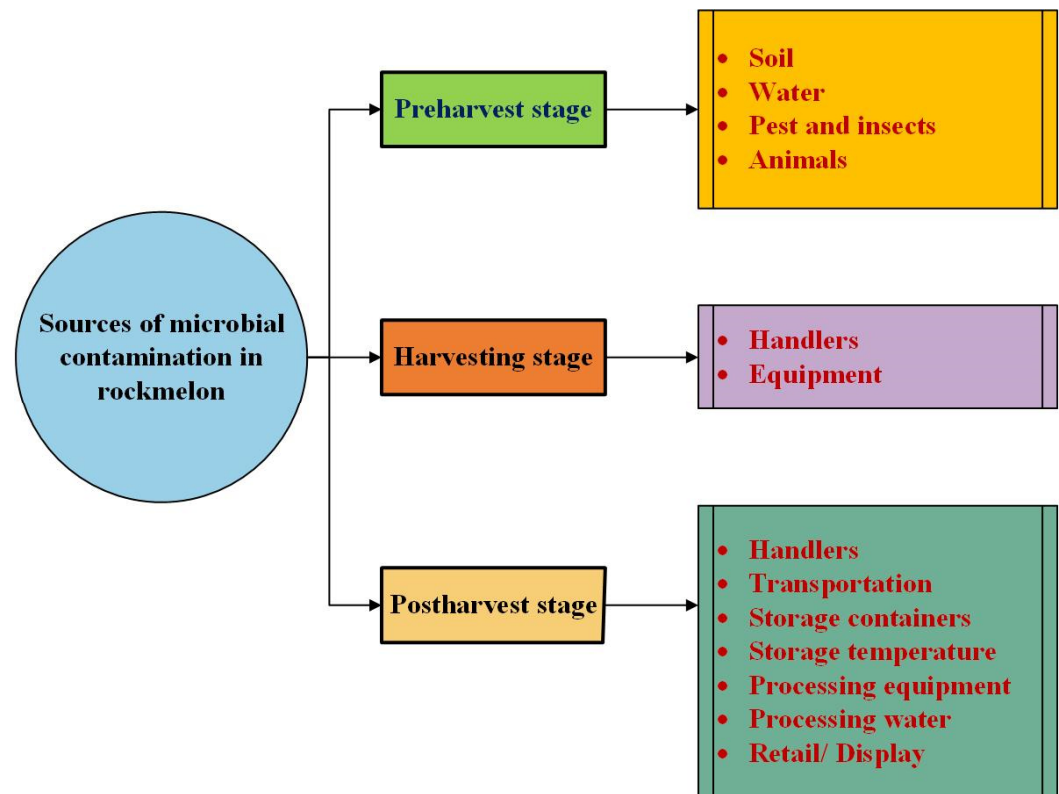 Sources of microbial
contamination in
rockmelon
Preharvest stage
• Soil
• Water
• Pest and insects
• Animals
Harvesting stage
• Handlers
• Equipment
Postharvest stage
• Handlers
• Transportation
• Storage containers
• Storage temperature
• Processing equipment
• Processing water
• Retail/ Display